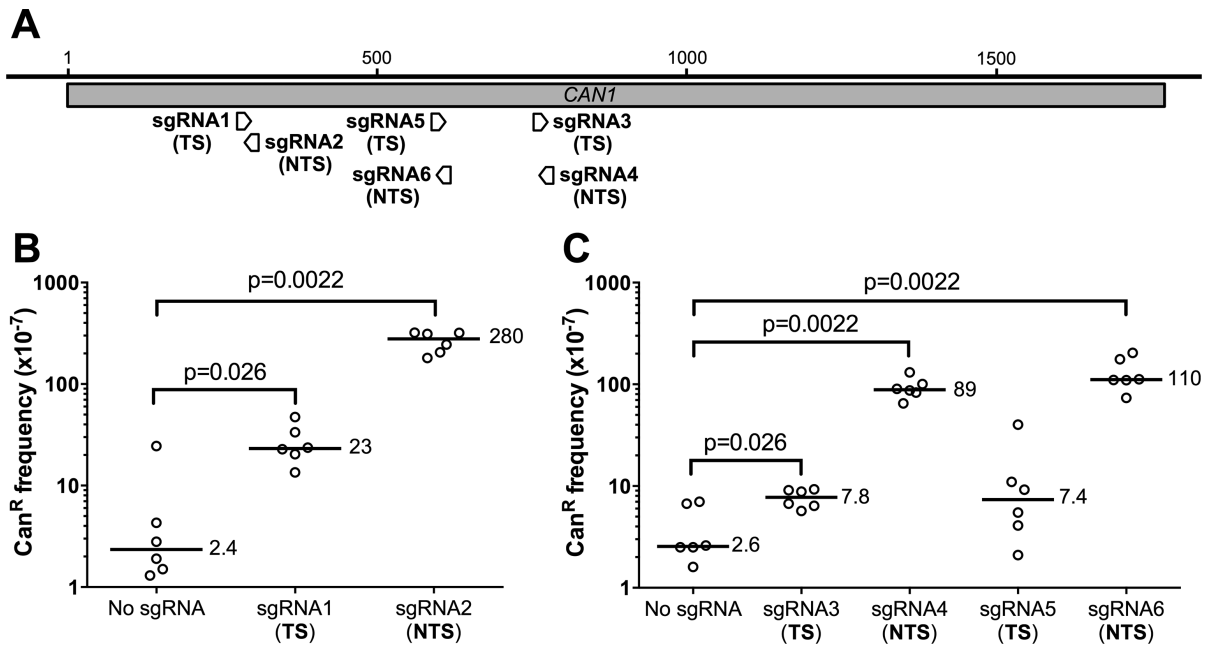 A
1 500 1000 1500
CAN1
sgRNA1 (TS)
sgRNA2 (NTS)
sgRNA5 (TS)
sgRNA6 (NTS)
sgRNA3 (TS)
sgRNA4 (NTS)
B
CanR frequency (x10-7)
1000
100
10
1
p=0.0022
p=0.026
2.4
23
280
No sgRNA
sgRNA1 (TS)
sgRNA2 (NTS)
C
CanR frequency (x10-7)
1000
100
10
1
p=0.0022
p=0.0022
p=0.026
2.6
7.8
89
7.4
110
No sgRNA
sgRNA3 (TS)
sgRNA4 (NTS)
sgRNA5 (TS)
sgRNA6 (NTS)